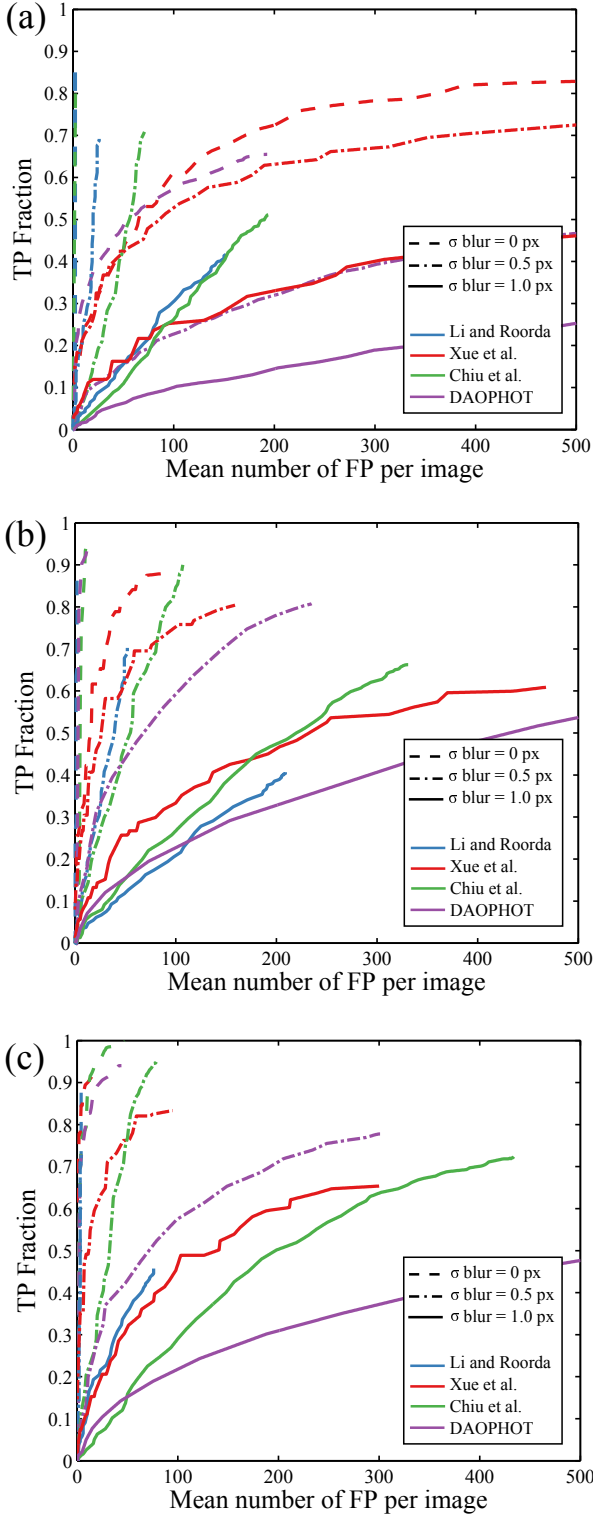 (a)
1
0.9
0.8
0.7
0.6
0.5
0.4
0.3
0.2
0.1
0
TP Fraction
σ blur = 0 px
σ blur = 0.5 px
σ blur = 1.0 px
Li and Roorda
Xue et al.
Chiu et al.
DAOPHOT
0 100 200 300 400 500
Mean number of FP per image
(b)
1
0.9
0.8
0.7
0.6
0.5
0.4
0.3
0.2
0.1
0
TP Fraction
σ blur = 0 px
σ blur = 0.5 px
σ blur = 1.0 px
Li and Roorda
Xue et al.
Chiu et al.
DAOPHOT
0 100 200 300 400 500
Mean number of FP per image
(c)
1
0.9
0.8
0.7
0.6
0.5
0.4
0.3
0.2
0.1
0
TP Fraction
σ blur = 0 px
σ blur = 0.5 px
σ blur = 1.0 px
Li and Roorda
Xue et al.
Chiu et al.
DAOPHOT
0 100 200 300 400 500
Mean number of FP per image